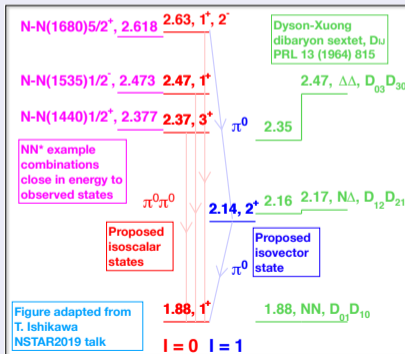 N-N(1680)5/2⁺, 2.618
2.63, 1⁺, 2⁻
Dyson-Xuong
dibaryon sextet, D_IJ
PRL 13 (1964) 815
N-N(1535)1/2⁻, 2.473
2.47, 1⁺
2.47, ΔΔ, D₀₃D₃₀
N-N(1440)1/2⁺, 2.377
2.37, 3⁺
π⁰
2.35
NN* example
combinations
close in energy to
observed states
π⁰π⁰
2.14, 2⁺
2.16
2.17, NΔ, D₁₂D₂₁
Proposed
isoscalar
states
Proposed
isovector
state
π⁰
Figure adapted from
T. Ishikawa
NSTAR2019 talk
1.88, 1⁺
1.88, NN, D₀₁D₁₀
I = 0 I = 1